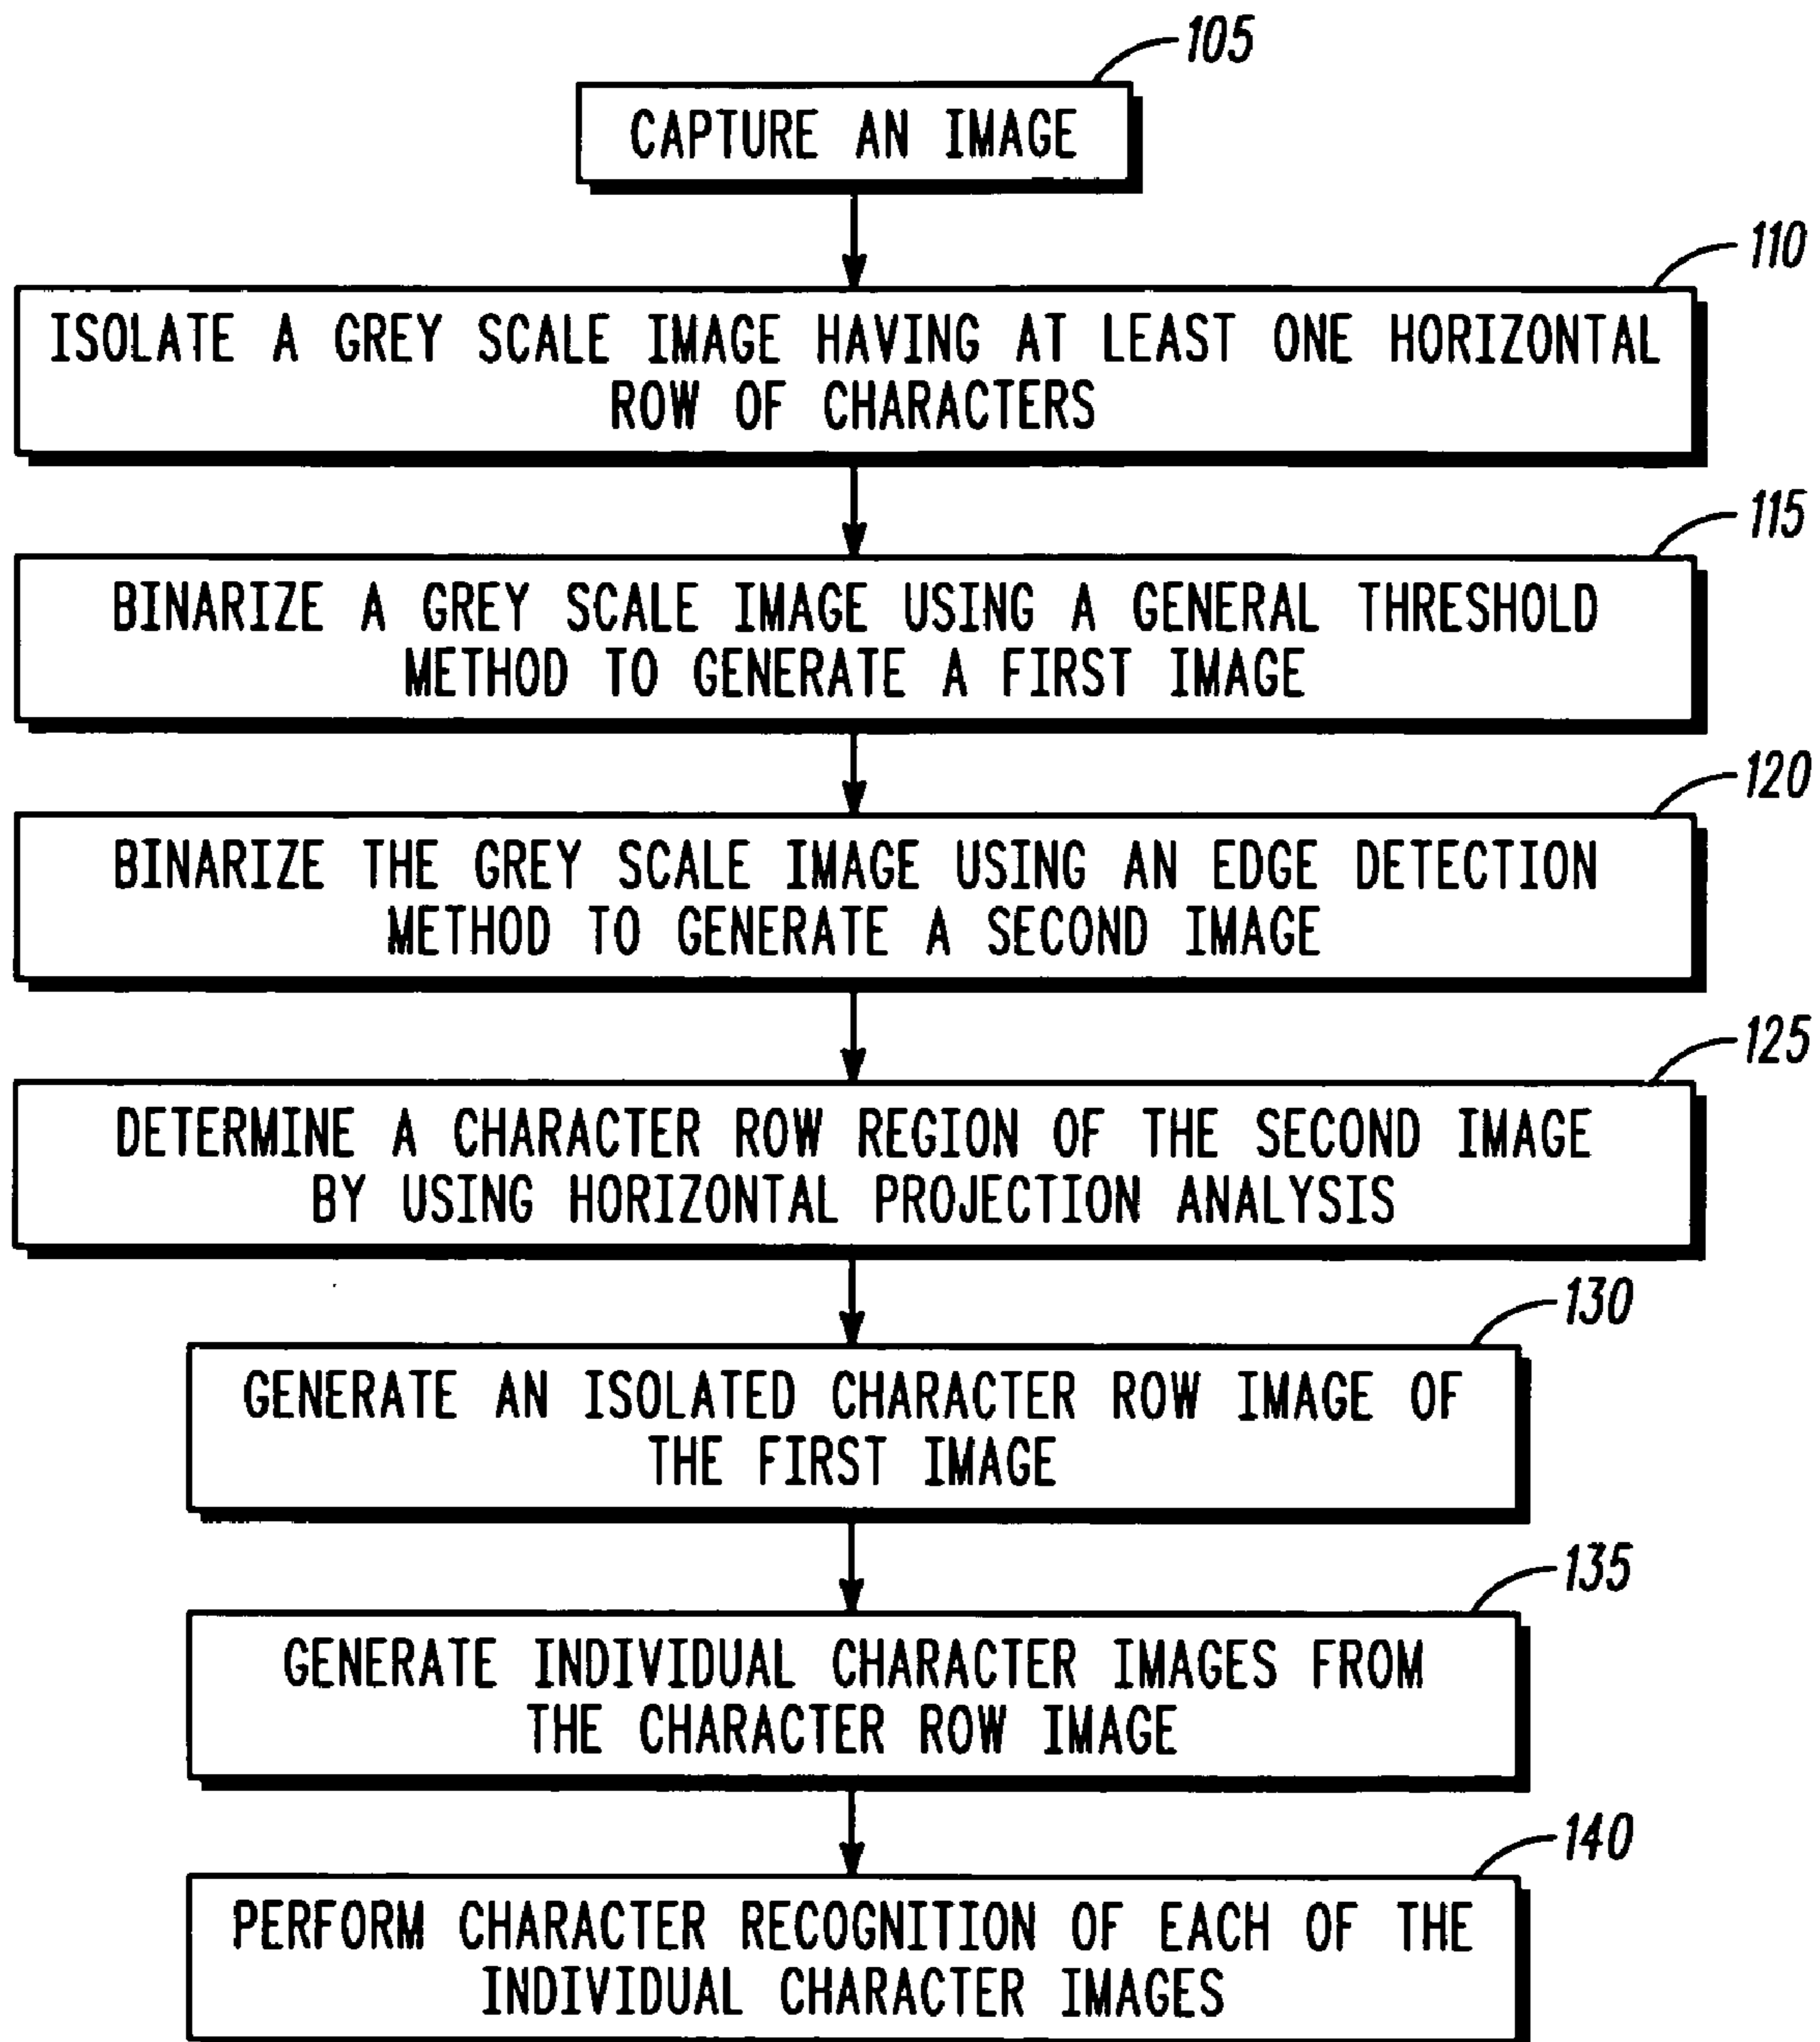 105
CAPTURE AN IMAGE
110
ISOLATE A GREY SCALE IMAGE HAVING AT LEAST ONE HORIZONTAL
ROW OF CHARACTERS
115
BINARIZE A GREY SCALE IMAGE USING A GENERAL THRESHOLD
METHOD TO GENERATE A FIRST IMAGE
120
BINARIZE THE GREY SCALE IMAGE USING AN EDGE DETECTION
METHOD TO GENERATE A SECOND IMAGE
125
DETERMINE A CHARACTER ROW REGION OF THE SECOND IMAGE
BY USING HORIZONTAL PROJECTION ANALYSIS
130
GENERATE AN ISOLATED CHARACTER ROW IMAGE OF
THE FIRST IMAGE
135
GENERATE INDIVIDUAL CHARACTER IMAGES FROM
THE CHARACTER ROW IMAGE
140
PERFORM CHARACTER RECOGNITION OF EACH OF THE
INDIVIDUAL CHARACTER IMAGES